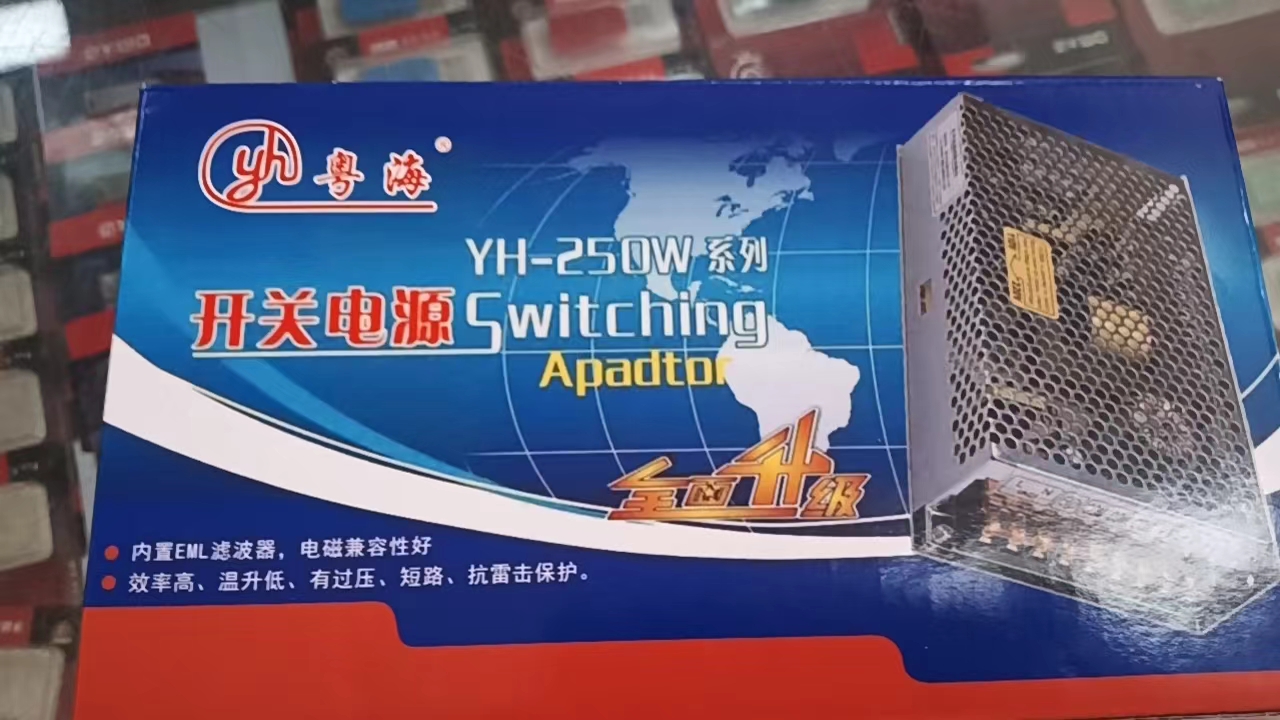 yh 粤海®
YH-250W 系列
开关电源 Switching
Apadtor
全面升级
● 内置EML滤波器，电磁兼容性好
● 效率高、温升低、有过压、短路、抗雷击保护。